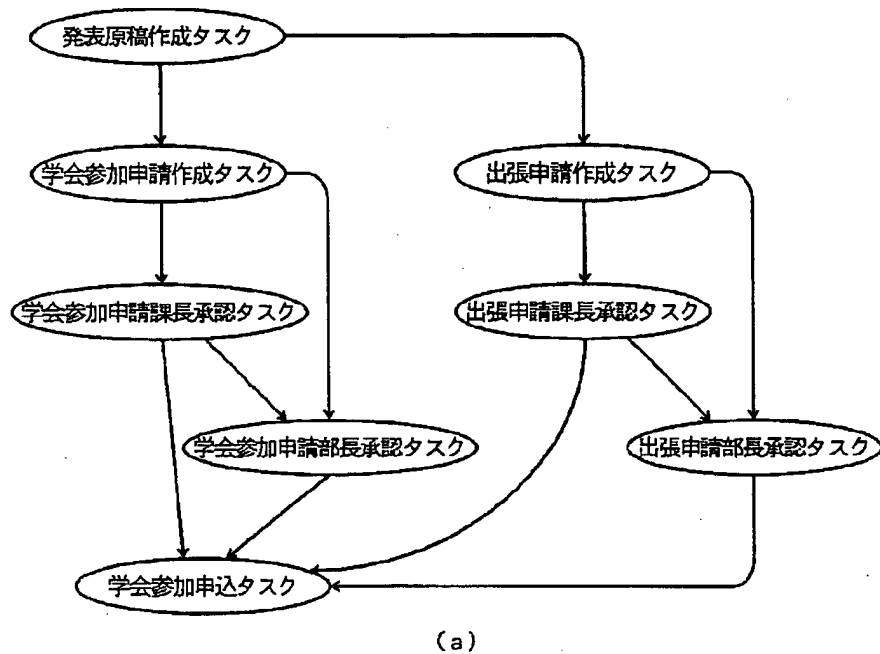 発表原稿作成タスク
学会参加申請作成タスク
出張申請作成タスク
学会参加申請課長承認タスク
出張申請課長承認タスク
学会参加申請部長承認タスク
出張申請部長承認タスク
学会参加申込タスク
(a)